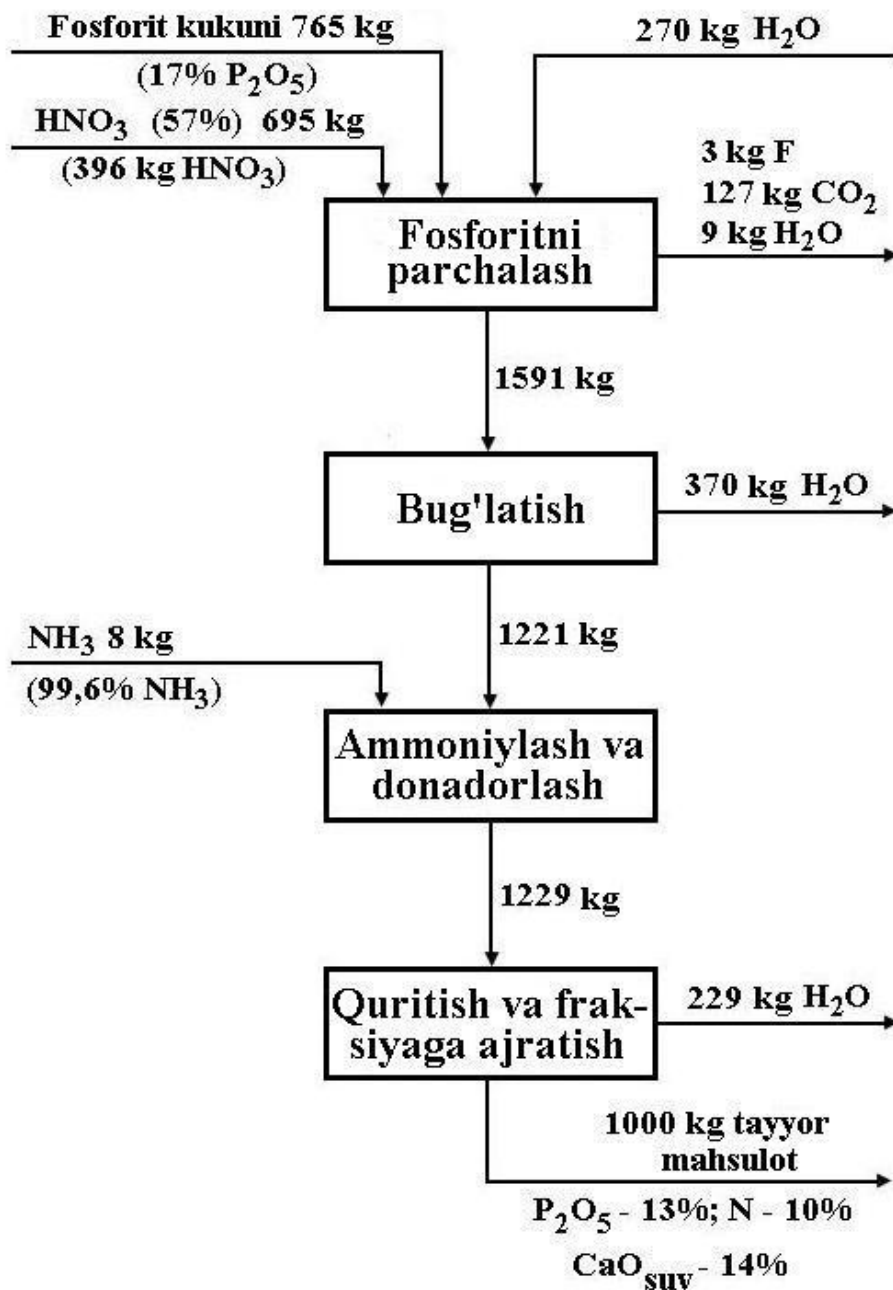 Fosforit kukuni 765 kg
(17% P₂O₅)
HNO₃ (57%) 695 kg
(396 kg HNO₃)
270 kg H₂O
3 kg F
127 kg CO₂
9 kg H₂O
Fosforitni
parchalash
1591 kg
Bug'latish
370 kg H₂O
1221 kg
NH₃ 8 kg
(99,6% NH₃)
Ammoniylash va
donadorlash
1229 kg
Quritish va frak-
siyaga ajratish
229 kg H₂O
1000 kg tayyor
mahsulot
P₂O₅ - 13%; N - 10%
CaO_suv - 14%